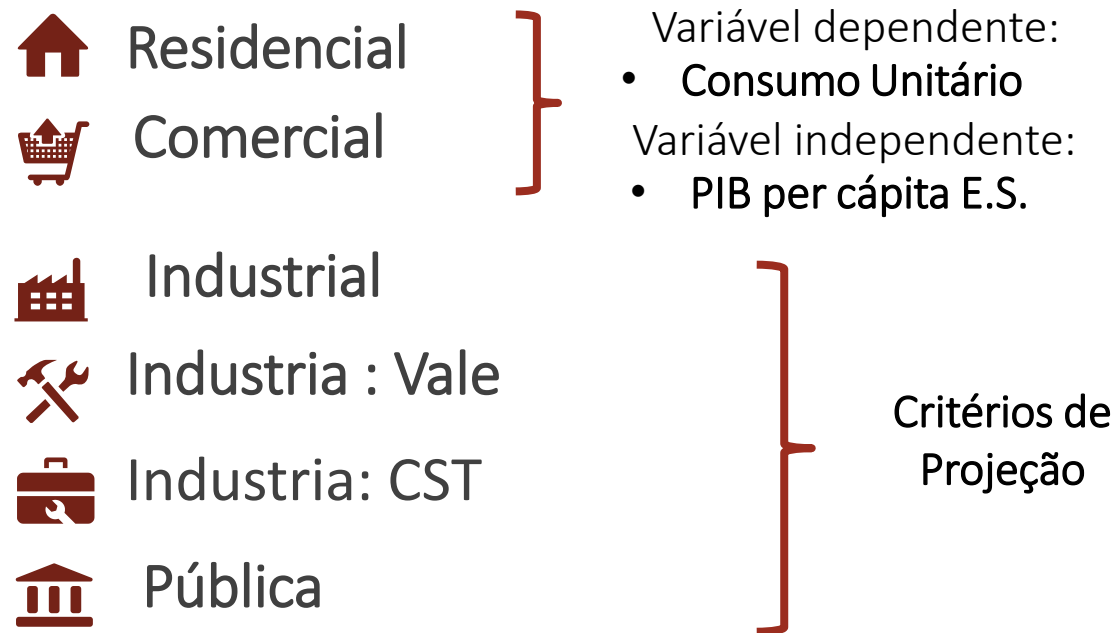 Residencial
Comercial
Variável dependente:
• Consumo Unitário
Variável independente:
• PIB per cápita E.S.
Industrial
Industria : Vale
Industria: CST
Pública
Critérios de
Projeção